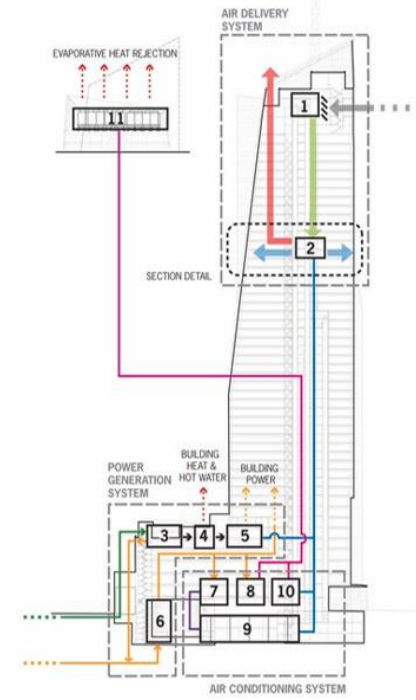 AIR DELIVERY
SYSTEM
EVAPORATIVE HEAT REJECTION
11
1
2
SECTION DETAIL
BUILDING
HEAT &
HOT WATER
BUILDING
POWER
POWER
GENERATION
SYSTEM
3
4
5
7
8
10
6
9
AIR CONDITIONING SYSTEM